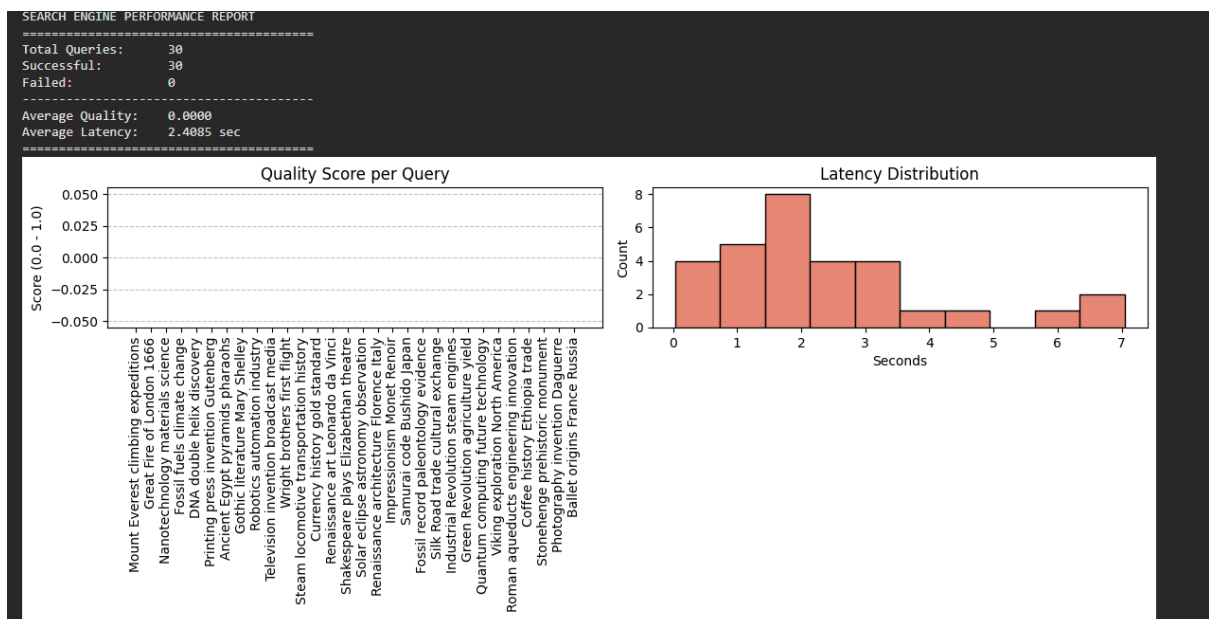 SEARCH ENGINE PERFORMANCE REPORT
========================================
Total Queries: 30
Successful: 30
Failed: 0
----------------------------------------
Average Quality: 0.0000
Average Latency: 2.4085 sec
========================================
Quality Score per Query
Score (0.0 - 1.0)
0.050
0.025
0.000
−0.025
−0.050
Mount Everest climbing expeditions
Great Fire of London 1666
Nanotechnology materials science
Fossil fuels climate change
DNA double helix discovery
Printing press invention Gutenberg
Ancient Egypt pyramids pharaohs
Gothic literature Mary Shelley
Robotics automation industry
Television invention broadcast media
Wright brothers first flight
Steam locomotive transportation history
Currency history gold standard
Renaissance art Leonardo da Vinci
Shakespeare plays Elizabethan theatre
Solar eclipse astronomy observation
Renaissance architecture Florence Italy
Impressionism Monet Renoir
Samurai code Bushido Japan
Fossil record paleontology evidence
Silk Road trade cultural exchange
Industrial Revolution steam engines
Green Revolution agriculture yield
Quantum computing future technology
Viking exploration North America
Roman aqueducts engineering innovation
Coffee history Ethiopia trade
Stonehenge prehistoric monument
Photography invention Daguerre
Ballet origins France Russia
Latency Distribution
Count
8
6
4
2
0
0 1 2 3 4 5 6 7
Seconds